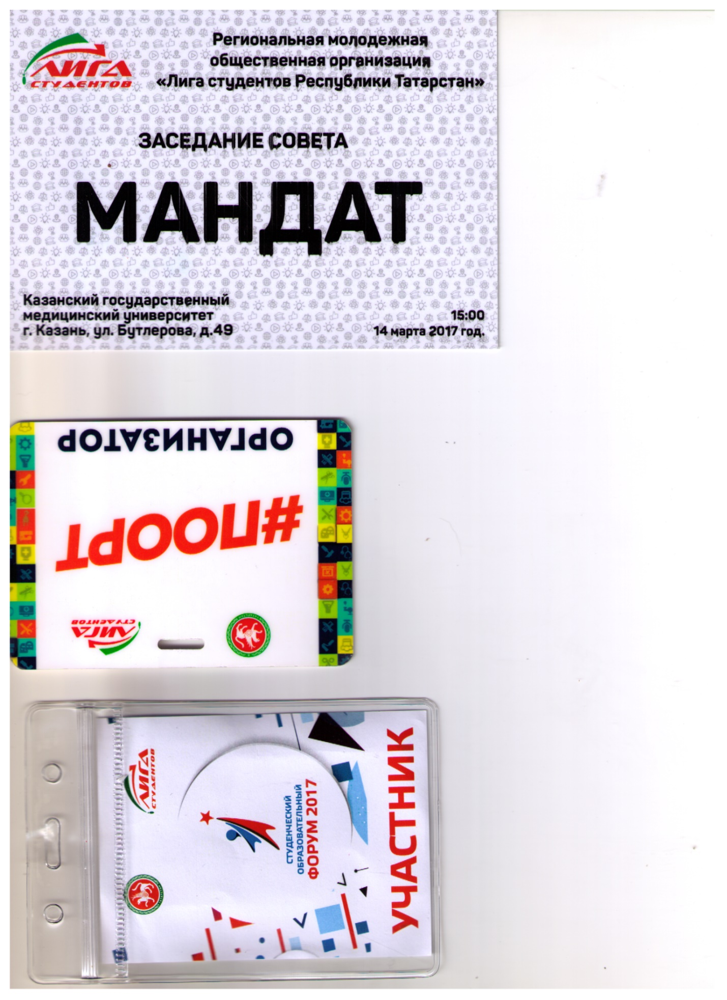 ЛИГА
СТУДЕНТОВ
Региональная молодежная
общественная организация
«Лига студентов Республики Татарстан»
ЗАСЕДАНИЕ СОВЕТА
МАНДАТ
Казанский государственный
медицинский университет
г. Казань, ул. Бутлерова, д.49
15:00
14 марта 2017 год.
ЛИГА
СТУДЕНТОВ
#ПООРТ
ОРГАНИЗАТОР
ЛИГА
СТУДЕНТОВ
СТУДЕНЧЕСКИЙ
ОБРАЗОВАТЕЛЬНЫЙ
ФОРУМ 2017
УЧАСТНИК